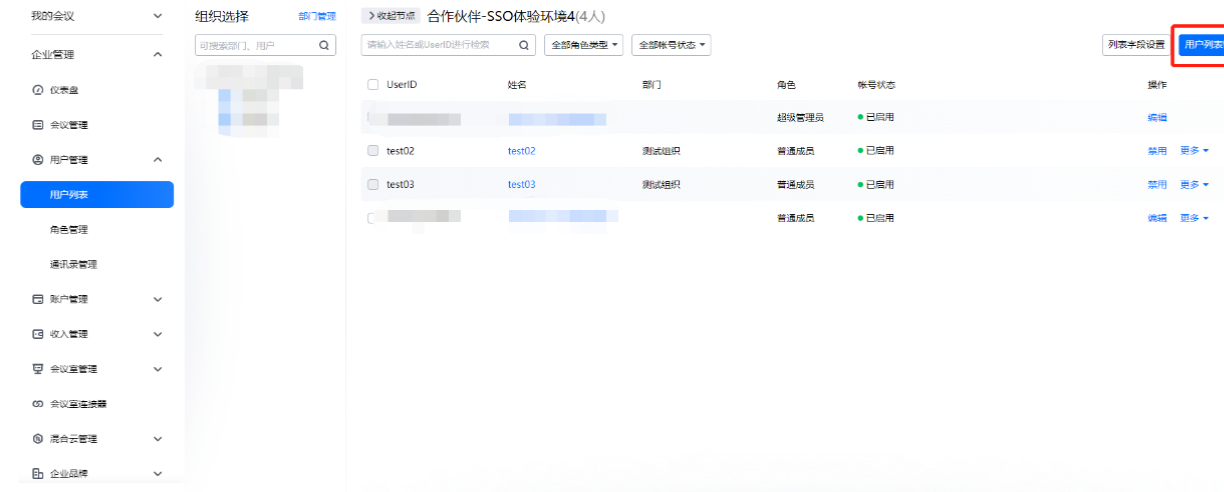 我的会议
企业管理
仪表盘
会议管理
用户管理
用户列表
角色管理
通讯录管理
账户管理
收入管理
会议室管理
会议室连接器
混合云管理
企业品牌
组织选择 部门管理
可搜索部门、用户
收起节点 合作伙伴-SSO体验环境4(4人)
请输入姓名或UserID进行检索 全部角色类型 全部帐号状态 列表字段设置 用户列表
UserID 姓名 部门 角色 帐号状态 操作
超级管理员 已启用 编辑
test02 test02 测试组织 普通成员 已启用 禁用 更多
test03 test03 测试组织 普通成员 已启用 禁用 更多
普通成员 已启用 编辑 更多